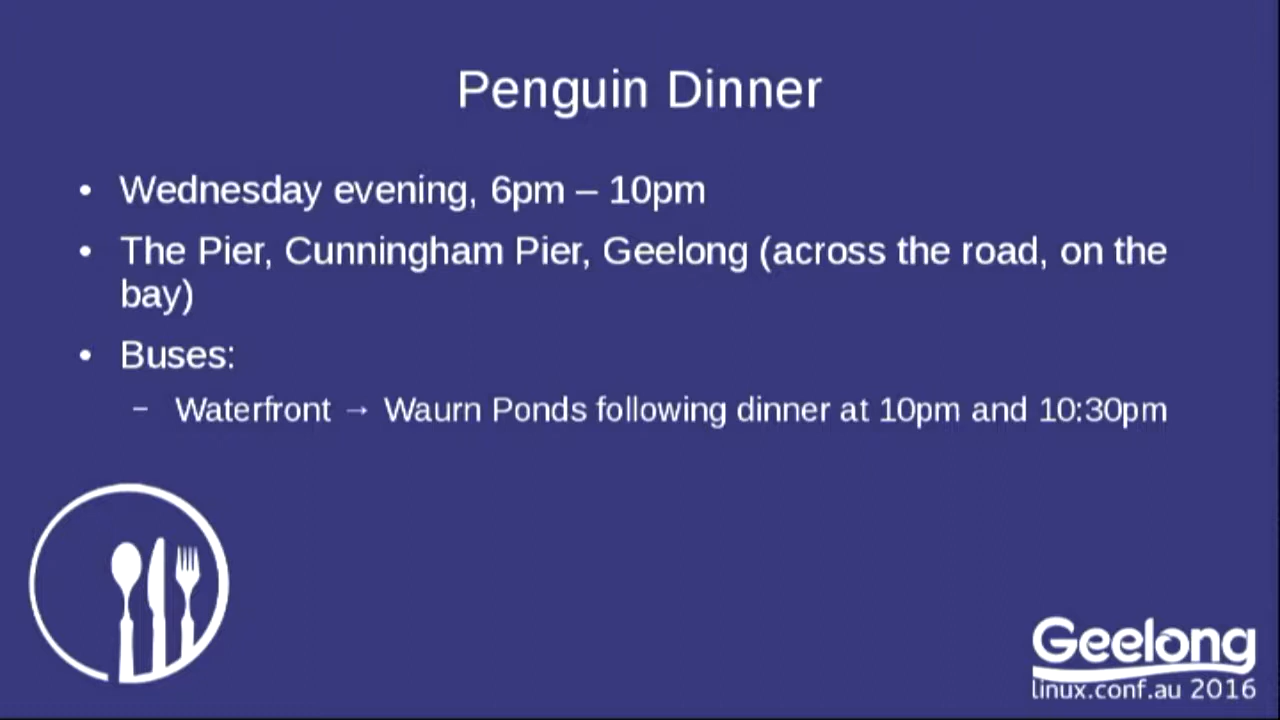 Penguin Dinner
• Wednesday evening, 6pm – 10pm
• The Pier, Cunningham Pier, Geelong (across the road, on the
bay)
• Buses:
– Waterfront → Waurn Ponds following dinner at 10pm and 10:30pm
Geelong
linux.conf.au 2016